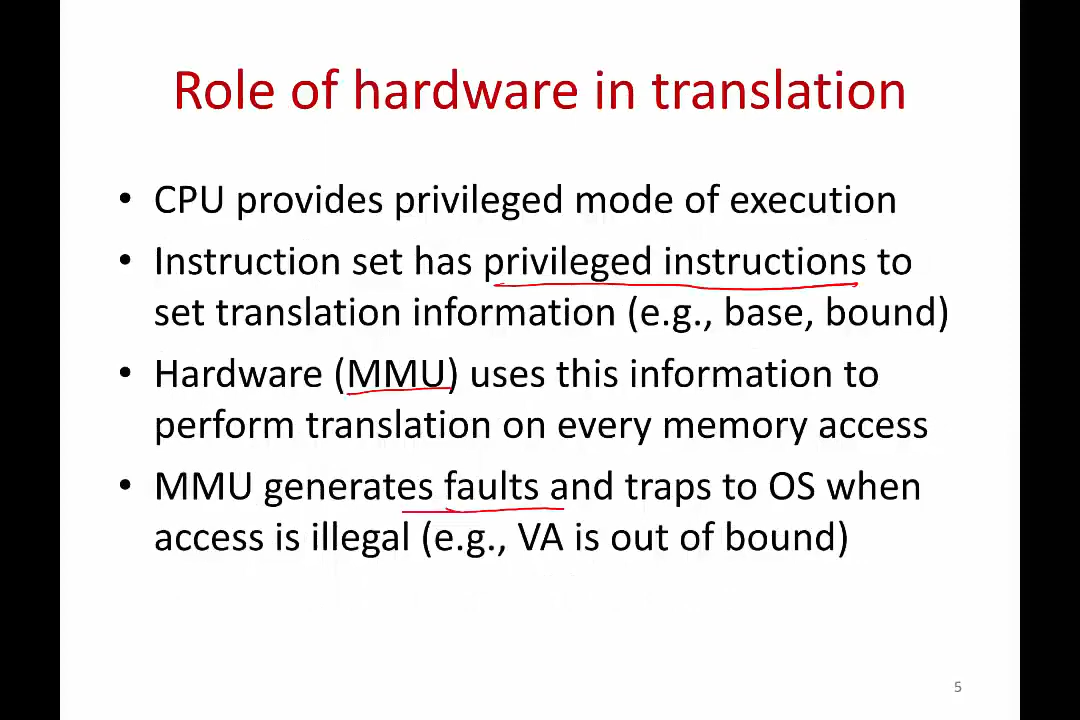 Role of hardware in translation
• CPU provides privileged mode of execution
• Instruction set has privileged instructions to
set translation information (e.g., base, bound)
• Hardware (MMU) uses this information to
perform translation on every memory access
• MMU generates faults and traps to OS when
access is illegal (e.g., VA is out of bound)
5